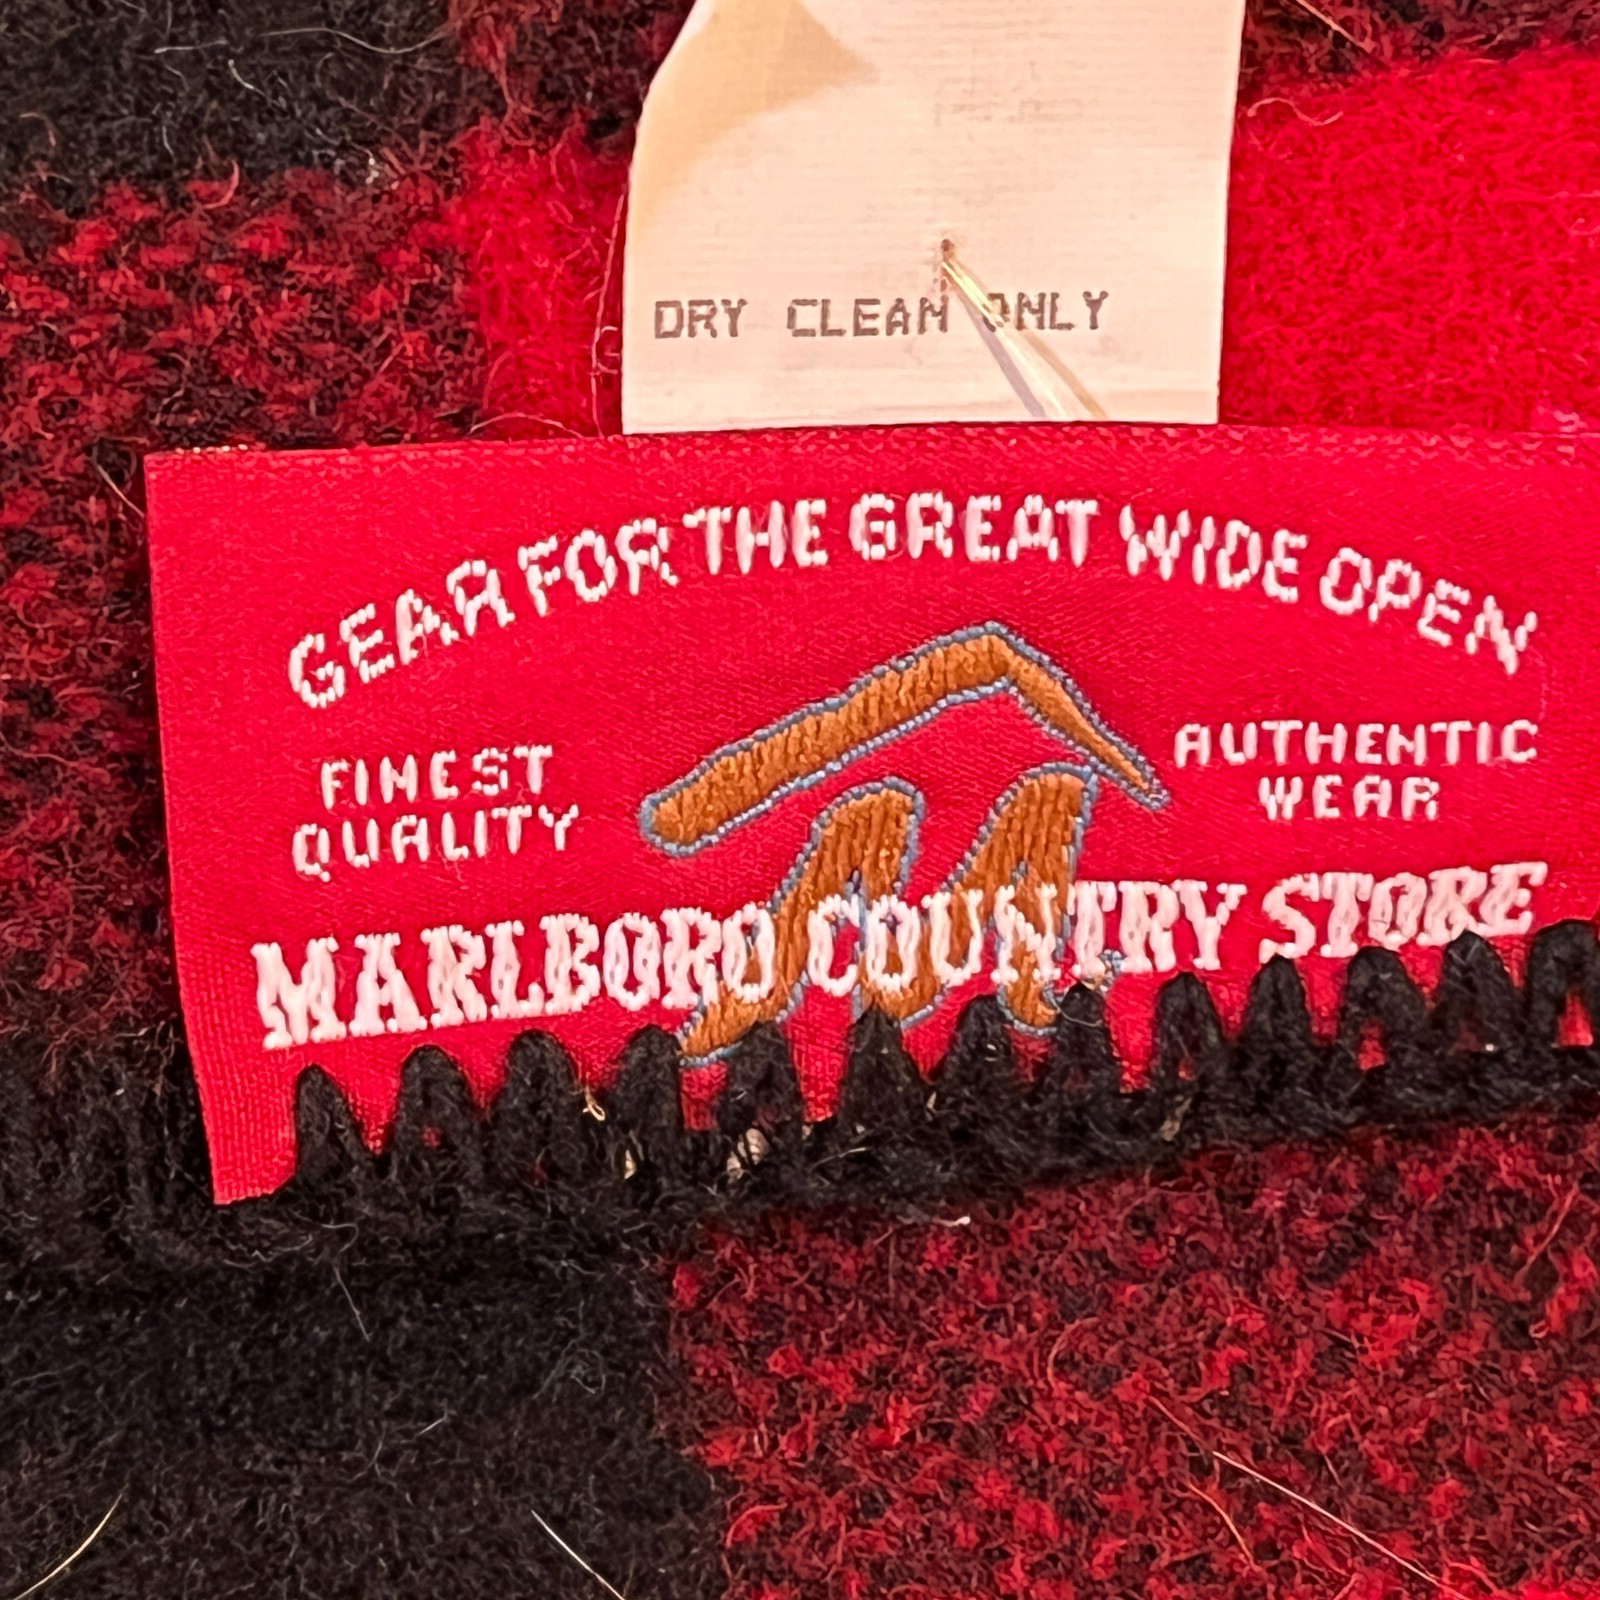 DRY CLEAN ONLY
GEAR FOR THE GREAT WIDE OPEN
FINEST
QUALITY
AUTHENTIC
WEAR
MARLBORO COUNTRY STORE